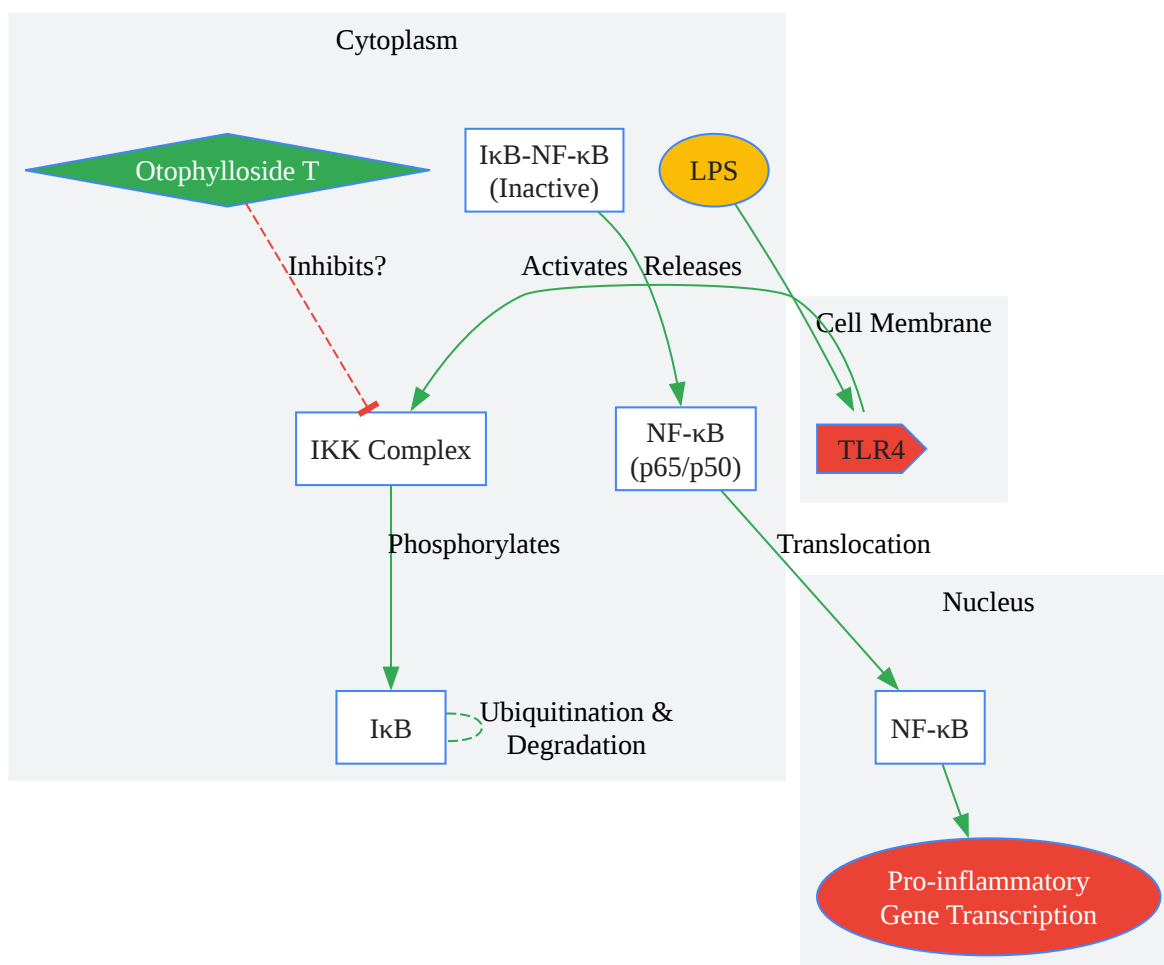 Cytoplasm
Otophylloside T
IκB-NF-κB
(Inactive)
LPS
Inhibits?
Activates
Releases
Cell Membrane
IKK Complex
NF-κB
(p65/p50)
TLR4
Phosphorylates
Translocation
Nucleus
IκB
Ubiquitination &
Degradation
NF-κB
Pro-inflammatory
Gene Transcription